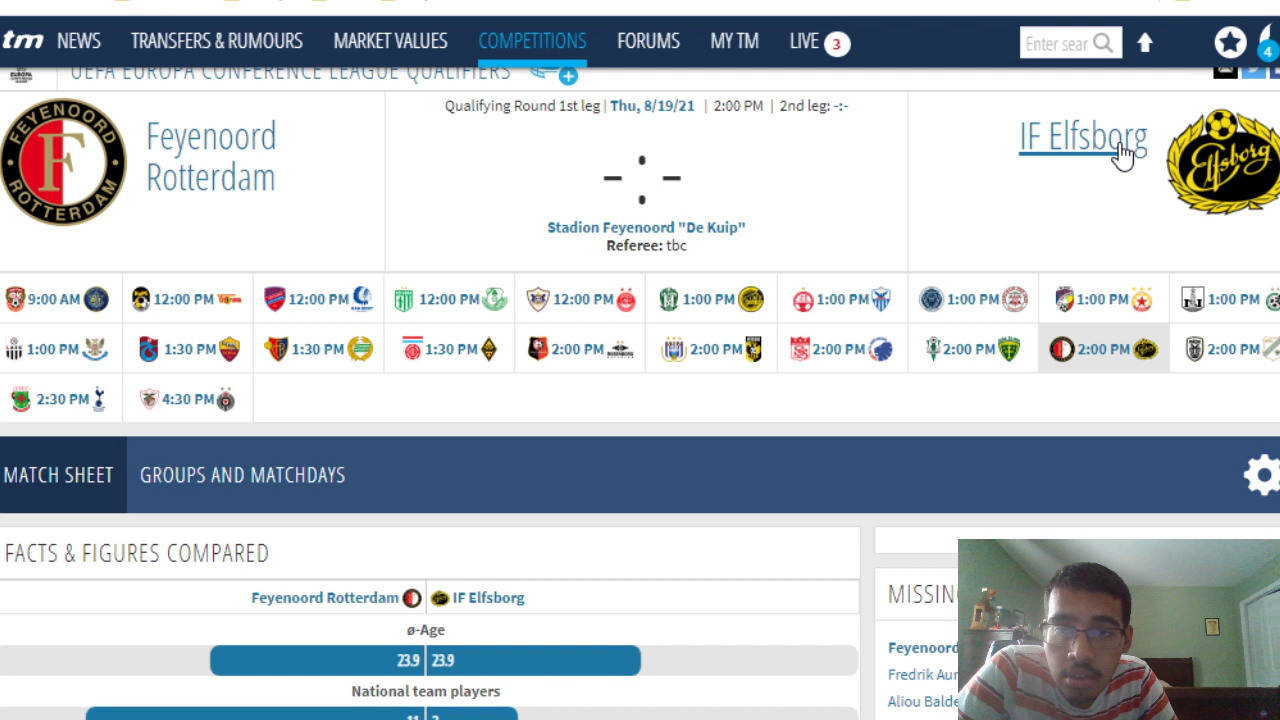 tm NEWS TRANSFERS & RUMOURS MARKET VALUES COMPETITIONS FORUMS MY TM LIVE 3 Enter sear 4
UEFA EUROPA CONFERENCE LEAGUE QUALIFIERS
Qualifying Round 1st leg | Thu, 8/19/21 | 2:00 PM | 2nd leg: -:-
FEYENOORD
F
ROTTERDAM
Feyenoord
Rotterdam
- : -
Stadion Feyenoord "De Kuip"
Referee: tbc
IF Elfsborg
Elfsborg
9:00 AM 12:00 PM 12:00 PM 12:00 PM 12:00 PM 1:00 PM 1:00 PM 1:00 PM 1:00 PM 1:00 PM
1:00 PM 1:30 PM 1:30 PM 1:30 PM 2:00 PM 2:00 PM 2:00 PM 2:00 PM 2:00 PM 2:00 PM
2:30 PM 4:30 PM
MATCH SHEET GROUPS AND MATCHDAYS
FACTS & FIGURES COMPARED
Feyenoord Rotterdam IF Elfsborg
ø-Age
23.9 23.9
National team players
11
MISSIN
Feyenoord
Fredrik Aur
Aliou Balde